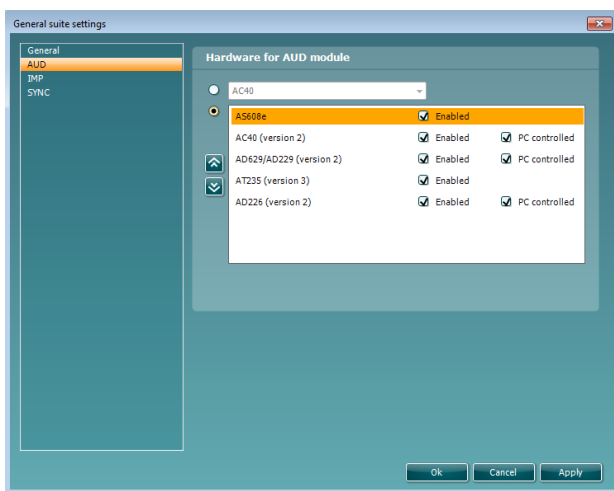 General suite settings
General
AUD
IMP
SYNC
Hardware for AUD module
AC40
AS608e Enabled
AC40 (version 2) Enabled PC controlled
AD629/AD229 (version 2) Enabled PC controlled
AT235 (version 3) Enabled
AD226 (version 2) Enabled PC controlled
Ok Cancel Apply